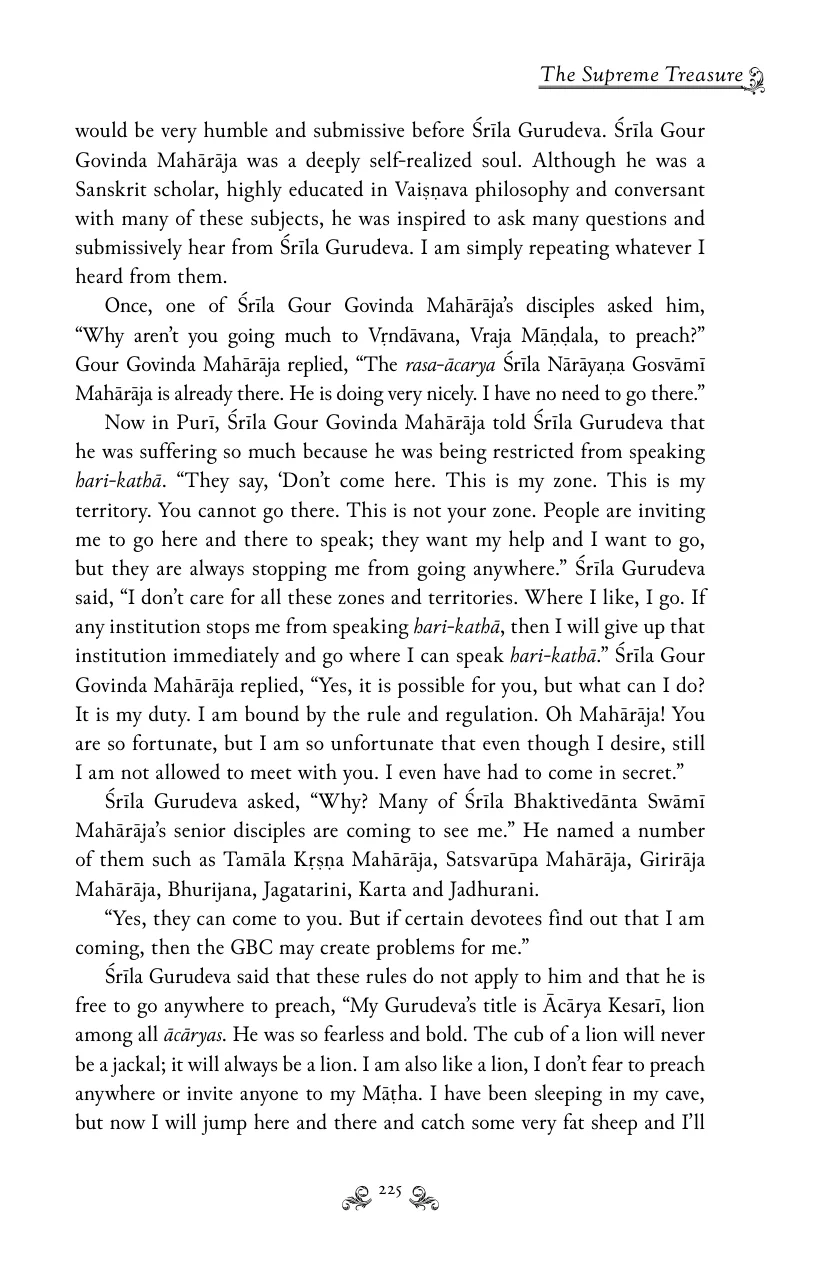 The Supreme Treasure
would be very humble and submissive before Śrīla Gurudeva. Śrīla Gour
Govinda Mahārāja was a deeply self-realized soul. Although he was a
Sanskrit scholar, highly educated in Vaiṣṇava philosophy and conversant
with many of these subjects, he was inspired to ask many questions and
submissively hear from Śrīla Gurudeva. I am simply repeating whatever I
heard from them.
Once, one of Śrīla Gour Govinda Mahārāja’s disciples asked him,
“Why aren’t you going much to Vṛndāvana, Vraja Māṇḍala, to preach?”
Gour Govinda Mahārāja replied, “The rasa-ācarya Śrīla Nārāyaṇa Gosvāmī
Mahārāja is already there. He is doing very nicely. I have no need to go there.”
Now in Purī, Śrīla Gour Govinda Mahārāja told Śrīla Gurudeva that
he was suffering so much because he was being restricted from speaking
hari-kathā. “They say, ‘Don’t come here. This is my zone. This is my
territory. You cannot go there. This is not your zone. People are inviting
me to go here and there to speak; they want my help and I want to go,
but they are always stopping me from going anywhere.” Śrīla Gurudeva
said, “I don’t care for all these zones and territories. Where I like, I go. If
any institution stops me from speaking hari-kathā, then I will give up that
institution immediately and go where I can speak hari-kathā.” Śrīla Gour
Govinda Mahārāja replied, “Yes, it is possible for you, but what can I do?
It is my duty. I am bound by the rule and regulation. Oh Mahārāja! You
are so fortunate, but I am so unfortunate that even though I desire, still
I am not allowed to meet with you. I even have had to come in secret.”
Śrīla Gurudeva asked, “Why? Many of Śrīla Bhaktivedānta Swāmī
Mahārāja’s senior disciples are coming to see me.” He named a number
of them such as Tamāla Kṛṣṇa Mahārāja, Satsvarūpa Mahārāja, Girirāja
Mahārāja, Bhurijana, Jagatarini, Karta and Jadhurani.
“Yes, they can come to you. But if certain devotees find out that I am
coming, then the GBC may create problems for me.”
Śrīla Gurudeva said that these rules do not apply to him and that he is
free to go anywhere to preach, “My Gurudeva’s title is Ācārya Kesarī, lion
among all ācāryas. He was so fearless and bold. The cub of a lion will never
be a jackal; it will always be a lion. I am also like a lion, I don’t fear to preach
anywhere or invite anyone to my Māṭha. I have been sleeping in my cave,
but now I will jump here and there and catch some very fat sheep and I’ll
225